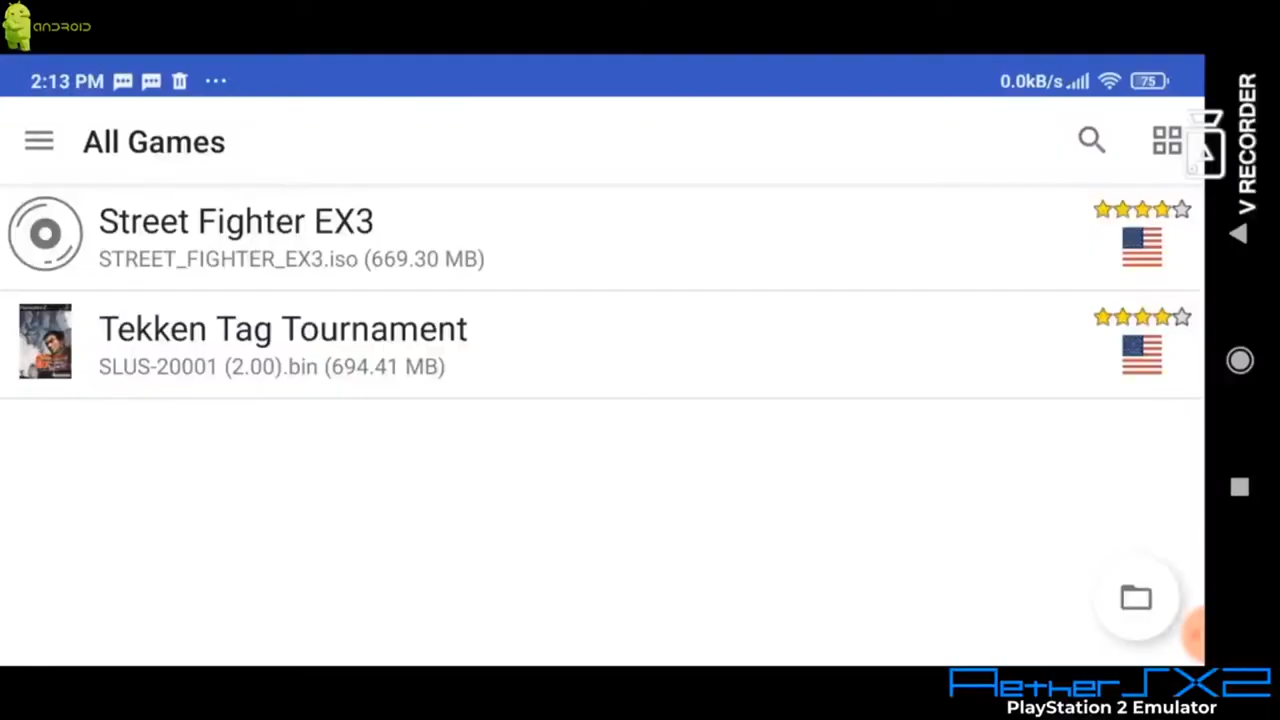 ANDROID
2:13 PM
0.0kB/s
75
All Games
Street Fighter EX3
STREET_FIGHTER_EX3.iso (669.30 MB)
Tekken Tag Tournament
SLUS-20001 (2.00).bin (694.41 MB)
V RECORDER
AetherSX2
PlayStation 2 Emulator